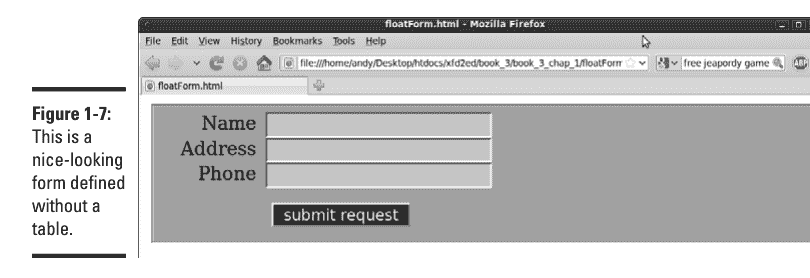 floatForm.html - Mozilla Firefox
File Edit View History Bookmarks Tools Help
file:///home/andy/Desktop/htdocs/xfd2ed/book_3/book_3_chap_1/floatForm
free jeapordy game
floatForm.html
Figure 1-7:
This is a
nice-looking
form defined
without a
table.
Name
Address
Phone
submit request